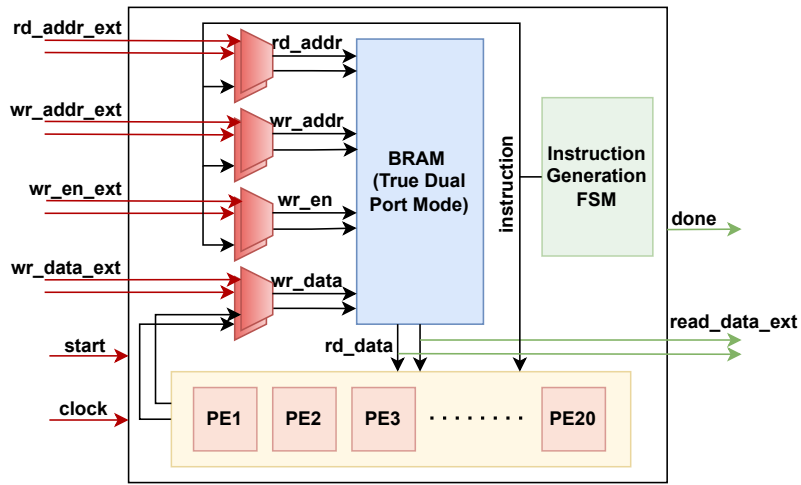 rd_addr_ext
rd_addr
wr_addr_ext
wr_addr
wr_en_ext
wr_en
wr_data_ext
wr_data
BRAM
(True Dual
Port Mode)
instruction
Instruction
Generation
FSM
done
read_data_ext
rd_data
start
clock
PE1
PE2
PE3
. . . . . . . .
PE20